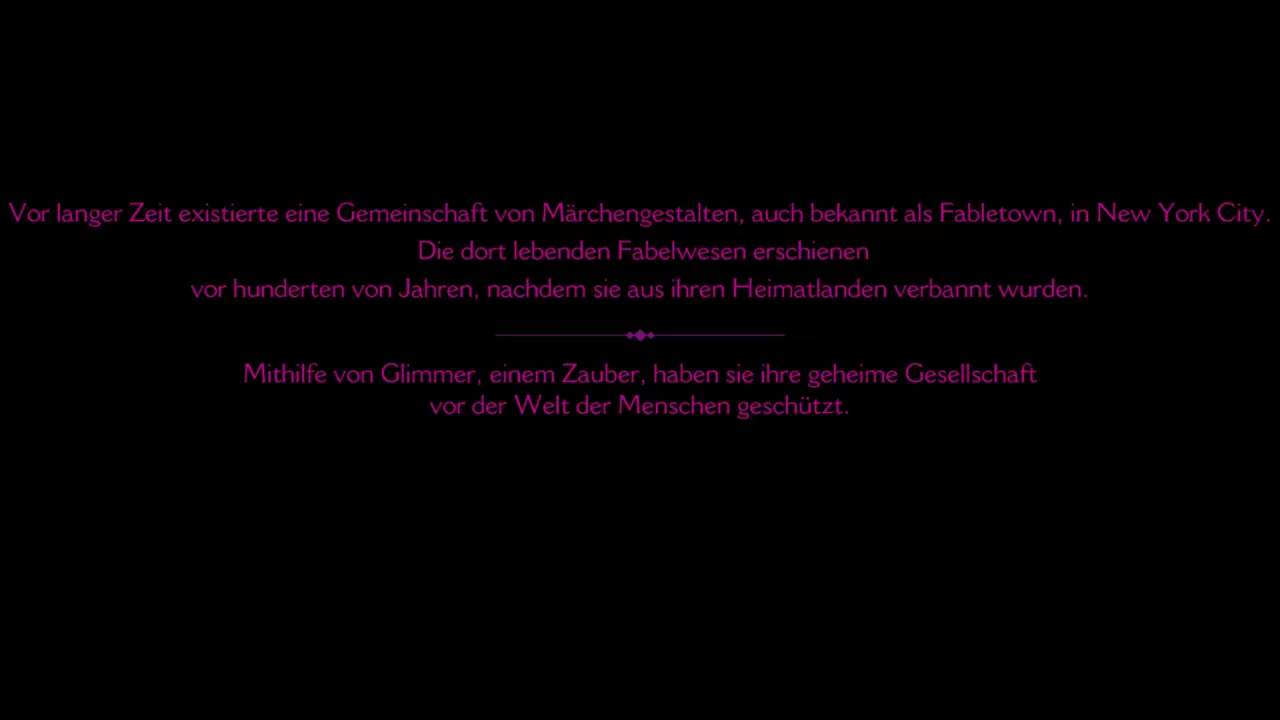 Vor langer Zeit existierte eine Gemeinschaft von Märchengestalten, auch bekannt als Fabletown, in New York City.
Die dort lebenden Fabelwesen erschienen
vor hunderten von Jahren, nachdem sie aus ihren Heimatlanden verbannt wurden.
Mithilfe von Glimmer, einem Zauber, haben sie ihre geheime Gesellschaft
vor der Welt der Menschen geschützt.